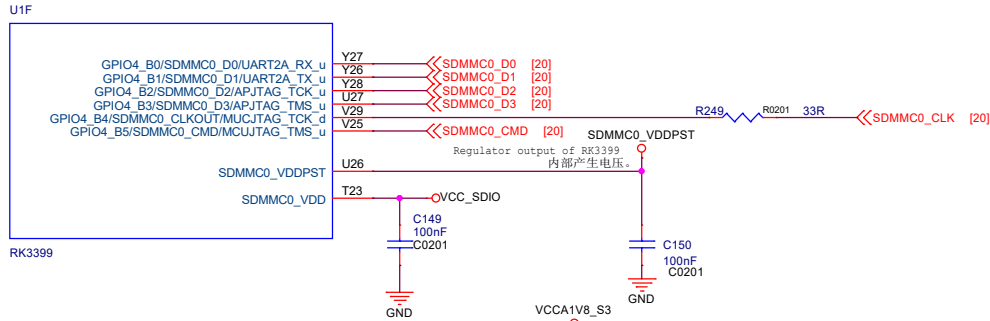 U1F
GPIO4_B0/SDMMC0_D0/UART2A_RX_u Y27 SDMMC0_D0 [20]
GPIO4_B1/SDMMC0_D1/UART2A_TX_u Y26 SDMMC0_D1 [20]
GPIO4_B2/SDMMC0_D2/APJTAG_TCK_u Y28 SDMMC0_D2 [20]
GPIO4_B3/SDMMC0_D3/APJTAG_TMS_u U27 SDMMC0_D3 [20]
GPIO4_B4/SDMMC0_CLKOUT/MUCJTAG_TCK_d V29 R249 R0201 33R SDMMC0_CLK [20]
GPIO4_B5/SDMMC0_CMD/MCUJTAG_TMS_u V25 SDMMC0_CMD [20]
SDMMC0_VDDPST
Regulator output of RK3399
内部产生电压。
SDMMC0_VDDPST U26
SDMMC0_VDD T23 VCC_SDIO
C149
100nF
C0201
C150
100nF
C0201
RK3399
GND
GND
VCCA1V8_S3